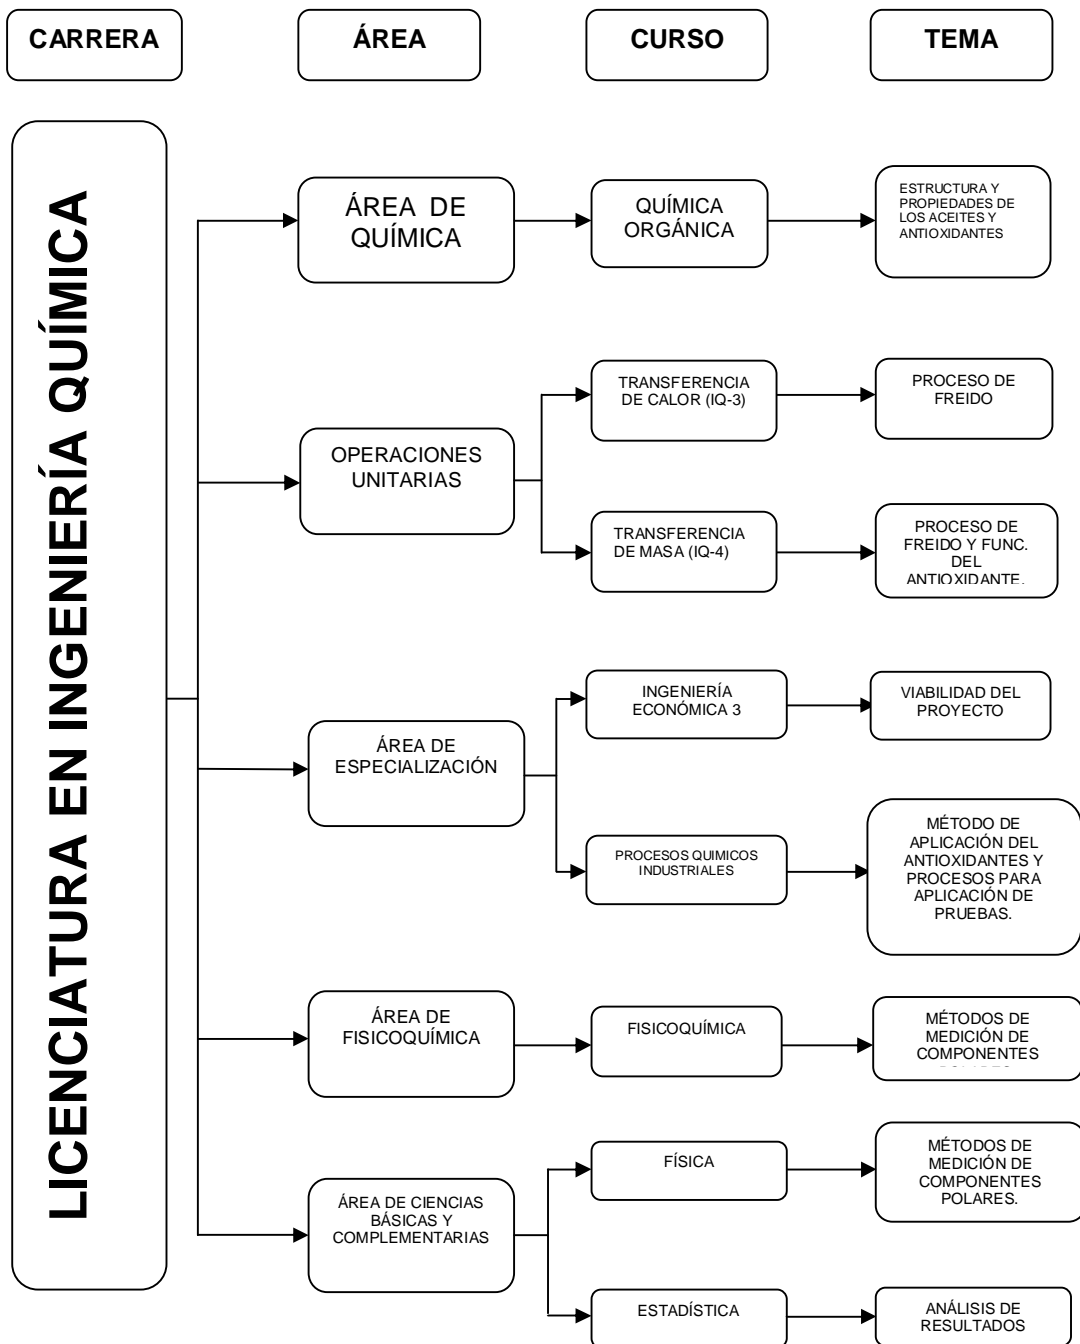 CARRERA
ÁREA
CURSO
TEMA
LICENCIATURA EN INGENIERÍA QUÍMICA
ÁREA DE
QUÍMICA
QUÍMICA
ORGÁNICA
ESTRUCTURA Y
PROPIEDADES DE
LOS ACEITES Y
ANTIOXIDANTES
OPERACIONES
UNITARIAS
TRANSFERENCIA
DE CALOR (IQ-3)
PROCESO DE
FREIDO
TRANSFERENCIA
DE MASA (IQ-4)
PROCESO DE
FREIDO Y FUNC.
DEL
ANTIOXIDANTE.
ÁREA DE
ESPECIALIZACIÓN
INGENIERÍA
ECONÓMICA 3
VIABILIDAD DEL
PROYECTO
PROCESOS QUIMICOS
INDUSTRIALES
MÉTODO DE
APLICACIÓN DEL
ANTIOXIDANTES Y
PROCESOS PARA
APLICACIÓN DE
PRUEBAS.
ÁREA DE
FISICOQUÍMICA
FISICOQUÍMICA
MÉTODOS DE
MEDICIÓN DE
COMPONENTES
ÁREA DE CIENCIAS
BÁSICAS Y
COMPLEMENTARIAS
FÍSICA
MÉTODOS DE
MEDICIÓN DE
COMPONENTES
POLARES.
ESTADÍSTICA
ANÁLISIS DE
RESULTADOS